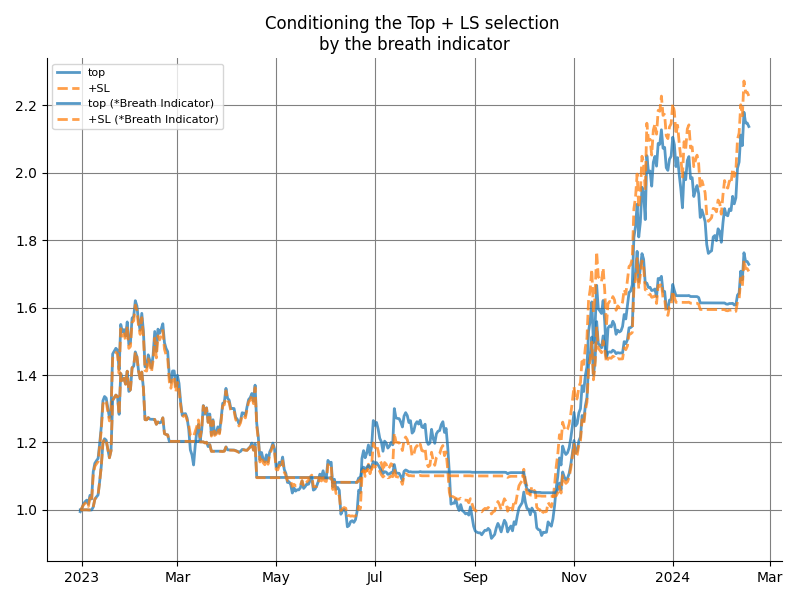 Conditioning the Top + LS selection
by the breath indicator
top
+SL
top (*Breath Indicator)
+SL (*Breath Indicator)
2.2
2.0
1.8
1.6
1.4
1.2
1.0
2023
Mar
May
Jul
Sep
Nov
2024
Mar